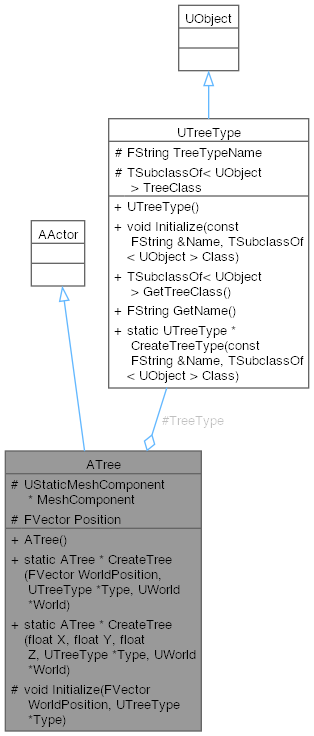 UObject
UTreeType
# FString TreeTypeName
# TSubclassOf< UObject
> TreeClass
+ UTreeType()
+ void Initialize(const
FString &Name, TSubclassOf
< UObject > Class)
+ TSubclassOf< UObject
> GetTreeClass()
+ FString GetName()
+ static UTreeType *
CreateTreeType(const
FString &Name, TSubclassOf
< UObject > Class)
AActor
#TreeType
ATree
# UStaticMeshComponent
* MeshComponent
# FVector Position
+ ATree()
+ static ATree * CreateTree
(FVector WorldPosition,
UTreeType *Type, UWorld
*World)
+ static ATree * CreateTree
(float X, float Y, float
Z, UTreeType *Type, UWorld
*World)
# void Initialize(FVector
WorldPosition, UTreeType
*Type)